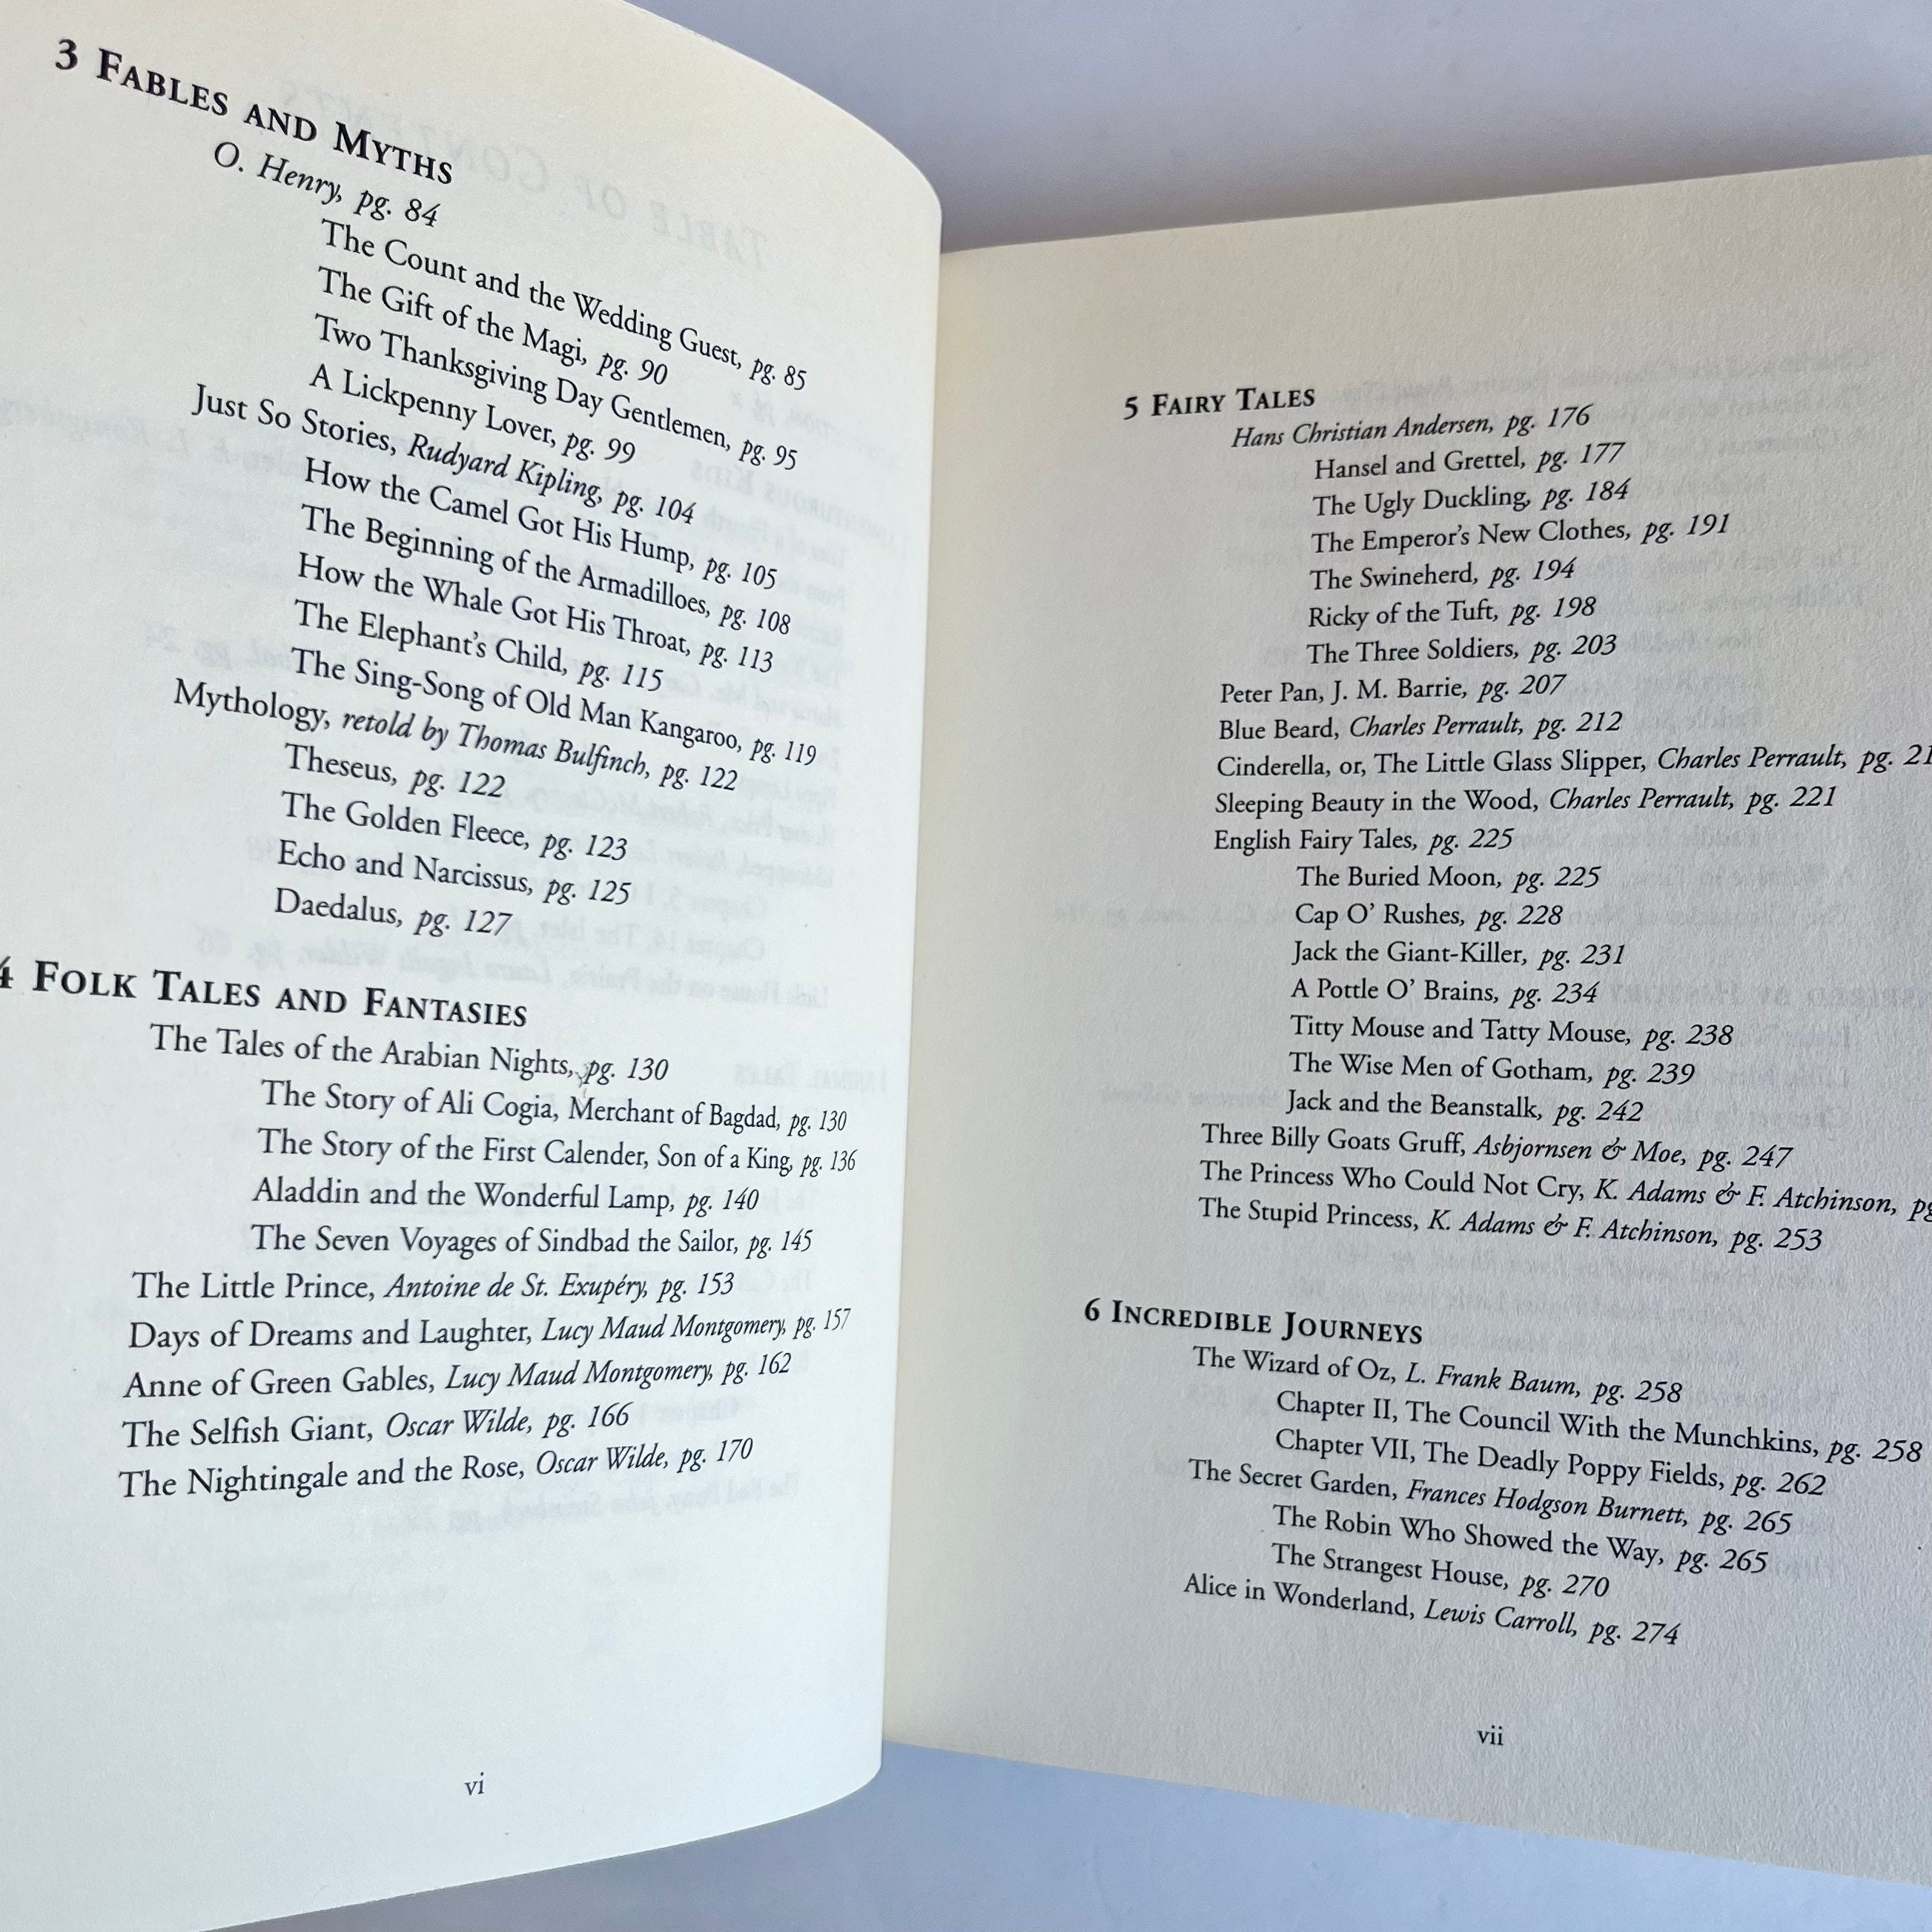 3 FABLES AND MYTHS
O. Henry, pg. 84
The Count and the Wedding Guest, pg. 85
The Gift of the Magi, pg. 90
Two Thanksgiving Day Gentlemen, pg. 95
A Lickpenny Lover, pg. 99
Just So Stories, Rudyard Kipling, pg. 104
How the Camel Got His Hump, pg. 105
The Beginning of the Armadilloes, pg. 108
How the Whale Got His Throat, pg. 113
The Elephant's Child, pg. 115
The Sing-Song of Old Man Kangaroo, pg. 119
Mythology, retold by Thomas Bulfinch, pg. 122
Theseus, pg. 122
The Golden Fleece, pg. 123
Echo and Narcissus, pg. 125
Daedalus, pg. 127
4 FOLK TALES AND FANTASIES
The Tales of the Arabian Nights, pg. 130
The Story of Ali Cogia, Merchant of Bagdad, pg. 130
The Story of the First Calender, Son of a King, pg. 136
Aladdin and the Wonderful Lamp, pg. 140
The Seven Voyages of Sindbad the Sailor, pg. 145
The Little Prince, Antoine de St. Exupéry, pg. 153
Days of Dreams and Laughter, Lucy Maud Montgomery, pg. 157
Anne of Green Gables, Lucy Maud Montgomery, pg. 162
The Selfish Giant, Oscar Wilde, pg. 166
The Nightingale and the Rose, Oscar Wilde, pg. 170
vi
5 FAIRY TALES
Hans Christian Andersen, pg. 176
Hansel and Grettel, pg. 177
The Ugly Duckling, pg. 184
The Emperor's New Clothes, pg. 191
The Swineherd, pg. 194
Ricky of the Tuft, pg. 198
The Three Soldiers, pg. 203
Peter Pan, J. M. Barrie, pg. 207
Blue Beard, Charles Perrault, pg. 212
Cinderella, or, The Little Glass Slipper, Charles Perrault, pg. 21
Sleeping Beauty in the Wood, Charles Perrault, pg. 221
English Fairy Tales, pg. 225
The Buried Moon, pg. 225
Cap O' Rushes, pg. 228
Jack the Giant-Killer, pg. 231
A Pottle O' Brains, pg. 234
Titty Mouse and Tatty Mouse, pg. 238
The Wise Men of Gotham, pg. 239
Jack and the Beanstalk, pg. 242
Three Billy Goats Gruff, Asbjornsen & Moe, pg. 247
The Princess Who Could Not Cry, K. Adams & F. Atchinson, pg
The Stupid Princess, K. Adams & F. Atchinson, pg. 253
6 INCREDIBLE JOURNEYS
The Wizard of Oz, L. Frank Baum, pg. 258
Chapter II, The Council With the Munchkins, pg. 258
Chapter VII, The Deadly Poppy Fields, pg. 262
The Secret Garden, Frances Hodgson Burnett, pg. 265
The Robin Who Showed the Way, pg. 265
The Strangest House, pg. 270
Alice in Wonderland, Lewis Carroll, pg. 274
vii